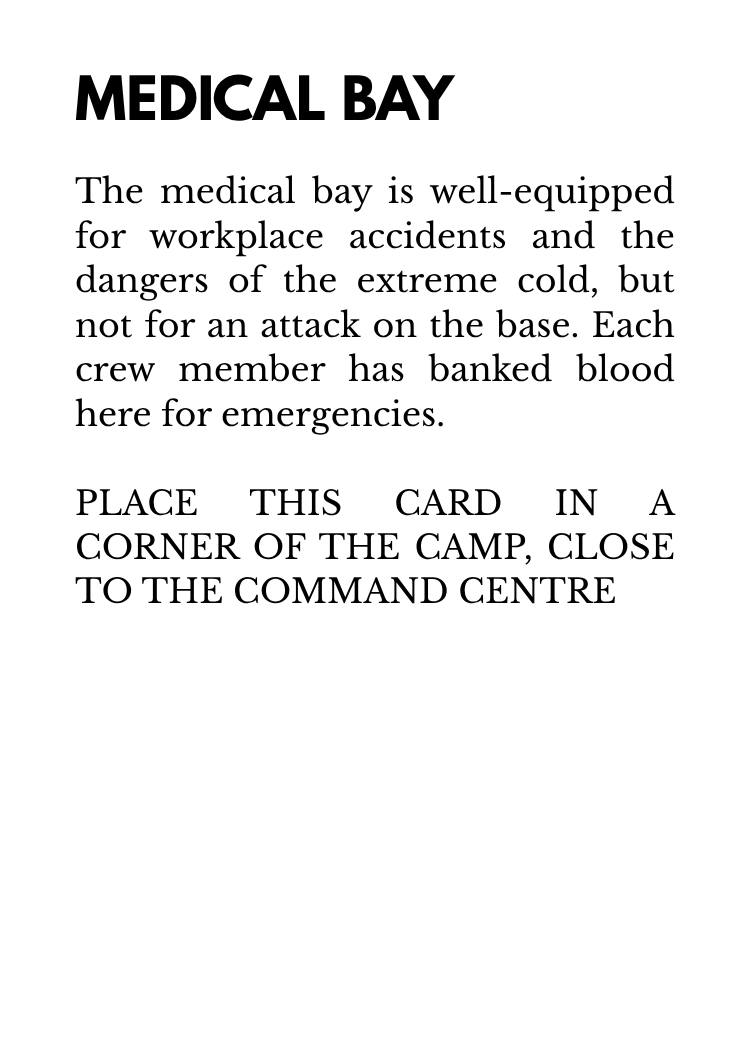 MEDICAL BAY
The medical bay is well-equipped
for workplace accidents and the
dangers of the extreme cold, but
not for an attack on the base. Each
crew member has banked blood
here for emergencies.
PLACE THIS CARD IN A
CORNER OF THE CAMP, CLOSE
TO THE COMMAND CENTRE